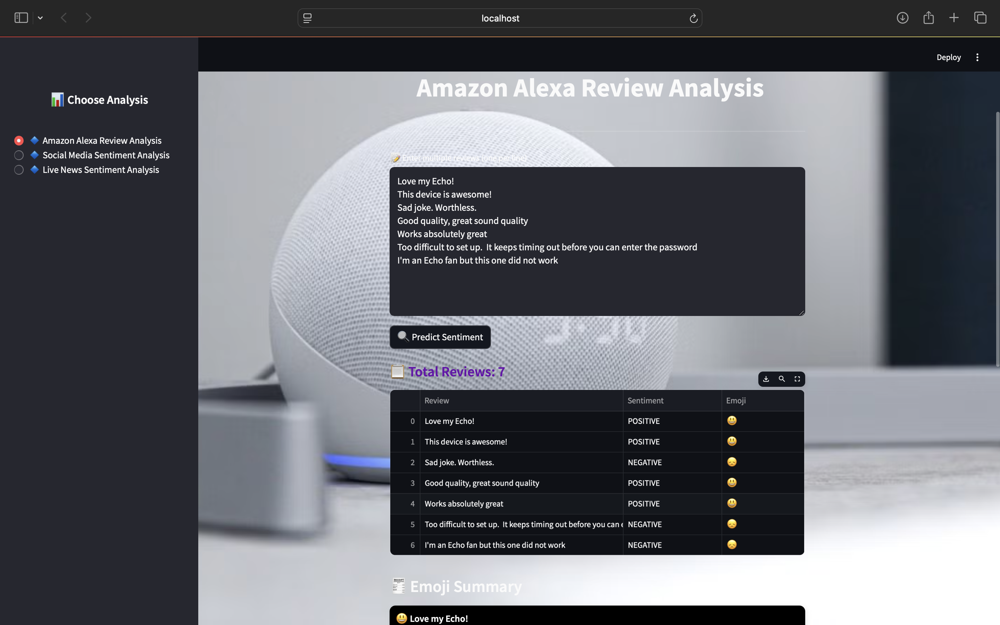 localhost
Deploy
📊 Choose Analysis
🔷 Amazon Alexa Review Analysis
🔷 Social Media Sentiment Analysis
🔷 Live News Sentiment Analysis
Amazon Alexa Review Analysis
📝 Enter multiple reviews (one per line)
Love my Echo!
This device is awesome!
Sad joke. Worthless.
Good quality, great sound quality
Works absolutely great
Too difficult to set up.  It keeps timing out before you can enter the password
I'm an Echo fan but this one did not work
🔍 Predict Sentiment
📋 Total Reviews: 7
Review Sentiment Emoji
0 Love my Echo! POSITIVE 😃
1 This device is awesome! POSITIVE 😃
2 Sad joke. Worthless. NEGATIVE 😞
3 Good quality, great sound quality POSITIVE 😃
4 Works absolutely great POSITIVE 😃
5 Too difficult to set up.  It keeps timing out before you can NEGATIVE 😞
6 I'm an Echo fan but this one did not work NEGATIVE 😞
🧾 Emoji Summary
😃 Love my Echo!